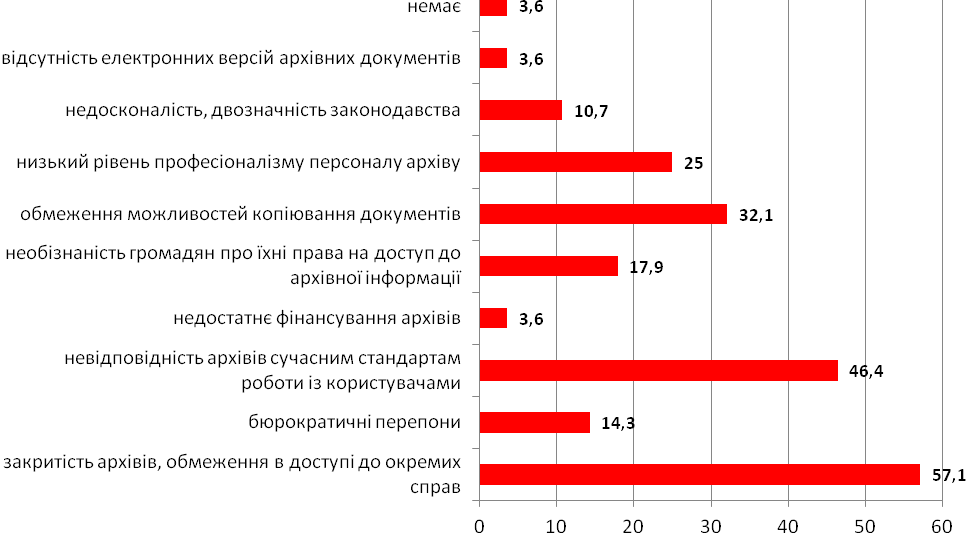 немає 3,6
відсутність електронних версій архівних документів 3,6
недосконалість, двозначність законодавства 10,7
низький рівень професіоналізму персоналу архіву 25
обмеження можливостей копіювання документів 32,1
необізнаність громадян про їхні права на доступ до
архівної інформації 17,9
недостатнє фінансування архівів 3,6
невідповідність архівів сучасним стандартам
роботи із користувачами 46,4
бюрократичні перепони 14,3
закритість архівів, обмеження в доступі до окремих
справ 57,1
0 10 20 30 40 50 60